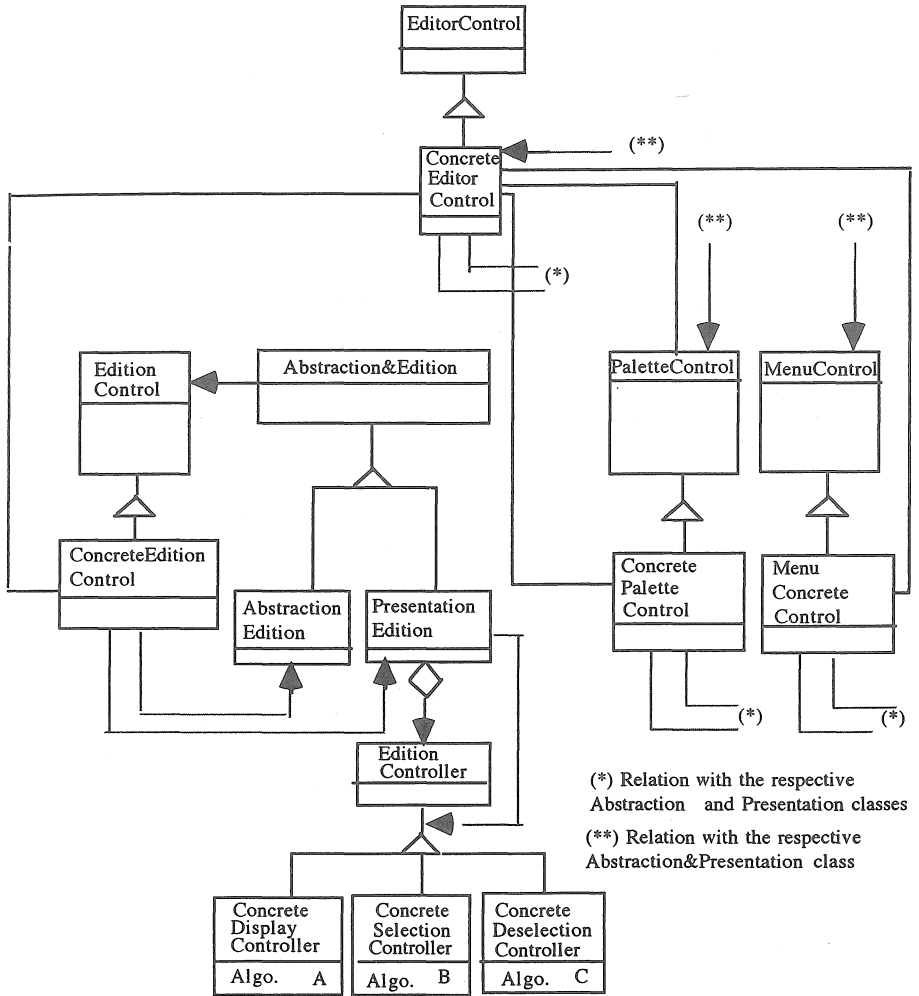 EditorControl
(**)
Concrete
Editor
Control
(**)
(**)
(*)
Edition
Control
Abstraction&Edition
PaletteControl
MenuControl
ConcreteEdition
Control
Concrete
Palette
Control
Menu
Concrete
Control
Abstraction
Edition
Presentation
Edition
(*)
(*)
Edition
Controller
(*) Relation with the respective
Abstraction and Presentation classes
(**) Relation with the respective
Abstraction&Presentation class
Concrete
Display
Controller
Algo. A
Concrete
Selection
Controller
Algo. B
Concrete
Deselection
Controller
Algo. C